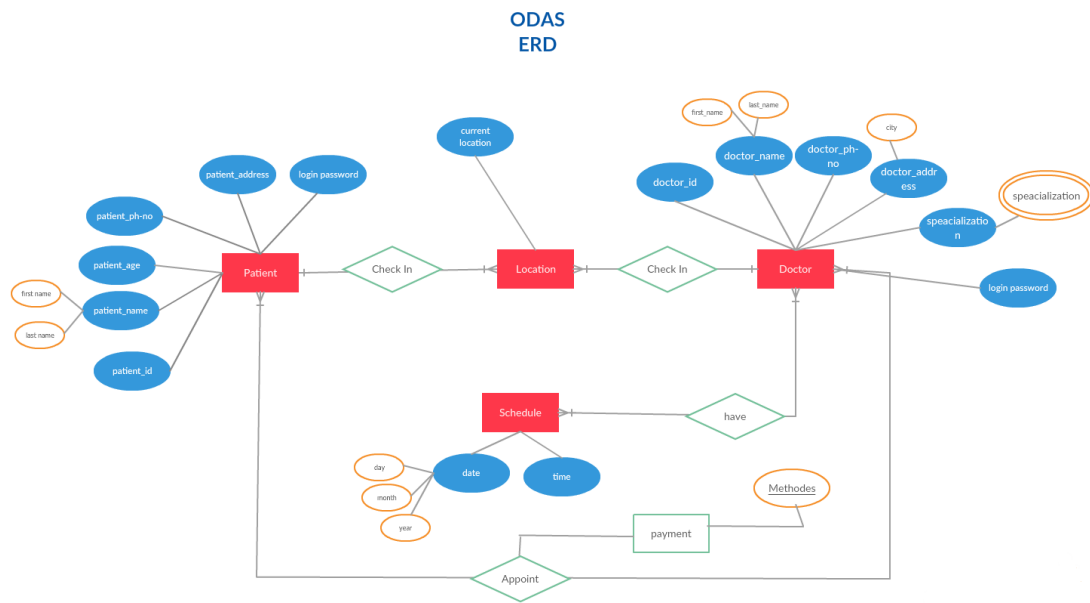 ODAS
ERD
current
location
first_name
last_name
city
doctor_name
doctor_ph-
no
doctor_id
doctor_addr
ess
patient_address
login password
speacialization
speacializatio
n
patient_ph-no
patient_age
Patient
Check In
Location
Check In
Doctor
login password
first name
patient_name
last name
patient_id
Schedule
have
day
date
time
month
year
Methodes
payment
Appoint